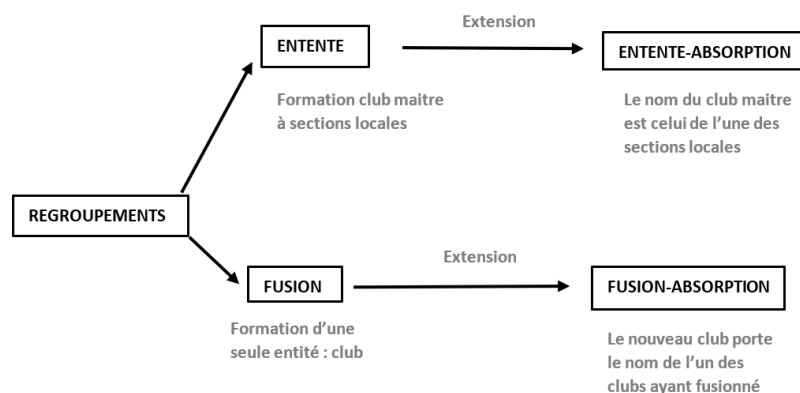 Extension
ENTENTE
ENTENTE-ABSORPTION
Formation club maitre
à sections locales
Le nom du club maitre
est celui de l'une des
sections locales
REGROUPEMENTS
Extension
FUSION
FUSION-ABSORPTION
Formation d'une
seule entité : club
Le nouveau club porte
le nom de l'un des
clubs ayant fusionné